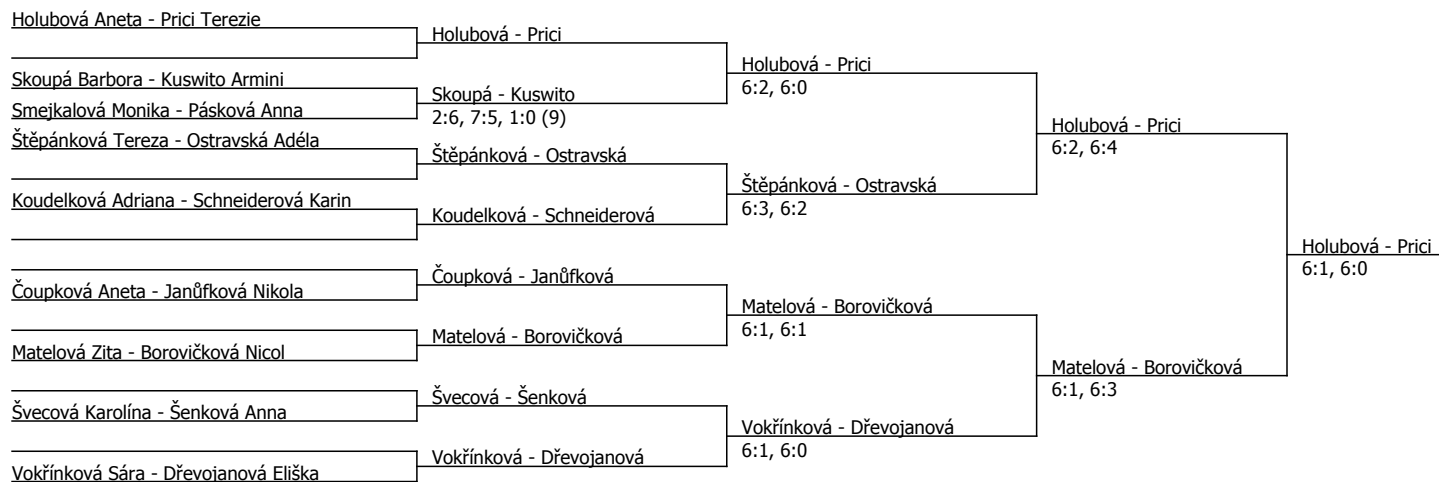 Holubová Aneta - Prici Terezie
Skoupá Barbora - Kuswito Armini
Smejkalová Monika - Pásková Anna
Štěpánková Tereza - Ostravská Adéla
Koudelková Adriana - Schneiderová Karin
Čoupková Aneta - Janůfková Nikola
Matelová Zita - Borovičková Nicol
Švecová Karolína - Šenková Anna
Vokřínková Sára - Dřevojanová Eliška
Holubová - Prici
Skoupá - Kuswito
2:6, 7:5, 1:0 (9)
Štěpánková - Ostravská
Koudelková - Schneiderová
Čoupková - Janůfková
Matelová - Borovičková
Švecová - Šenková
Vokřínková - Dřevojanová
Holubová - Prici
6:2, 6:0
Štěpánková - Ostravská
6:3, 6:2
Matelová - Borovičková
6:1, 6:1
Vokřínková - Dřevojanová
6:1, 6:0
Holubová - Prici
6:2, 6:4
Matelová - Borovičková
6:1, 6:3
Holubová - Prici
6:1, 6:0